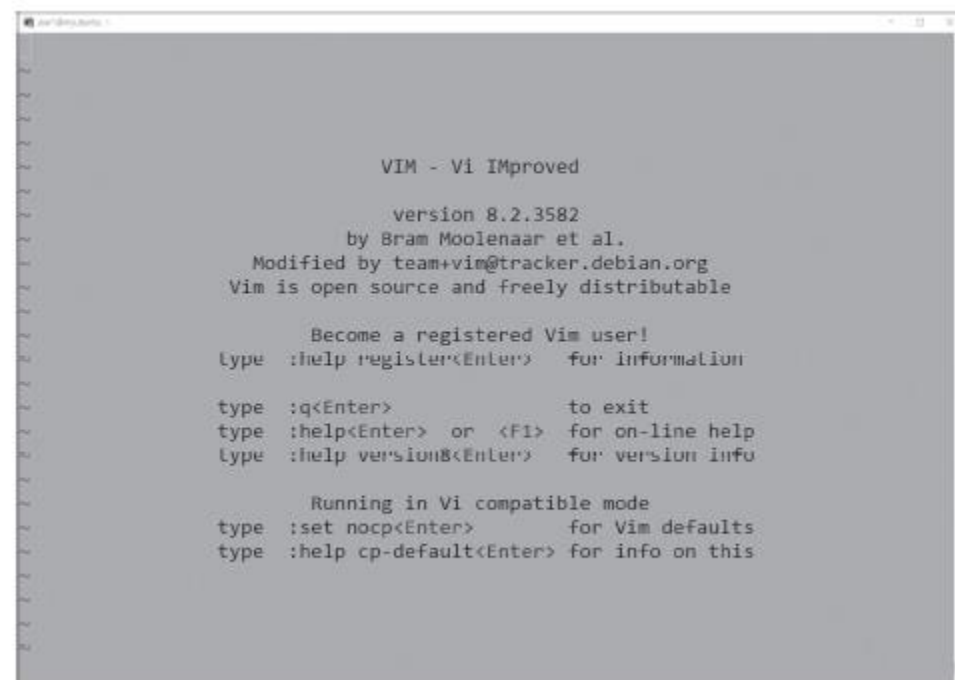 VIM - Vi IMproved
version 8.2.3582
by Bram Moolenaar et al.
Modified by team+vim@tracker.debian.org
Vim is open source and freely distributable
Become a registered Vim user!
type :help register<Enter> for information
type :q<Enter> to exit
type :help<Enter> or <F1> for on-line help
type :help version8<Enter> for version info
Running in Vi compatible mode
type :set nocp<Enter> for Vim defaults
type :help cp-default<Enter> for info on this